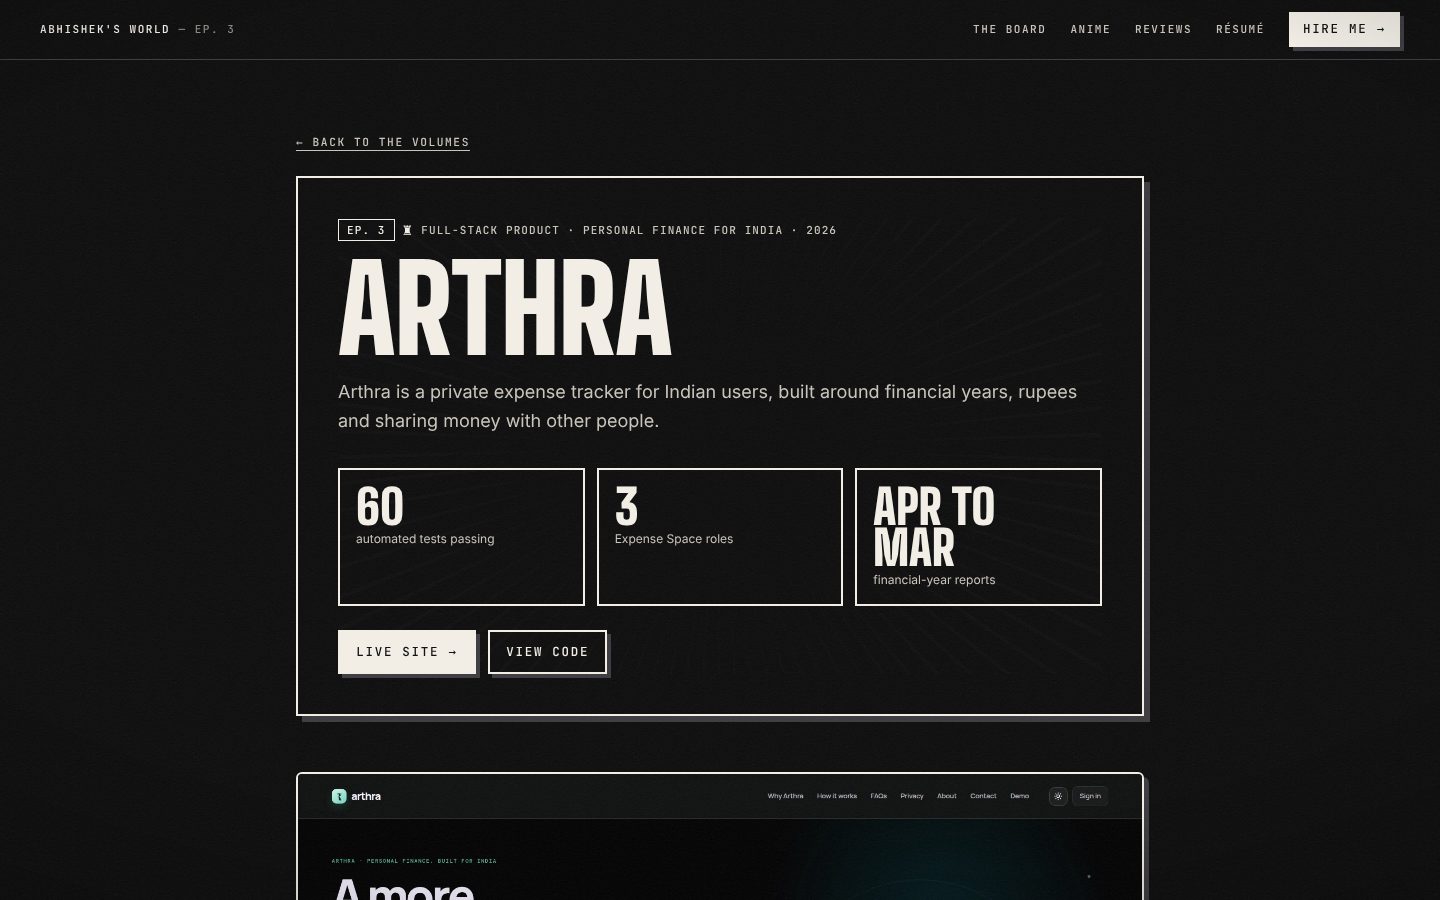 ABHISHEK'S WORLD — EP. 3
THE BOARD
ANIME
REVIEWS
RÉSUMÉ
HIRE ME →
← BACK TO THE VOLUMES
EP. 3
♜ FULL-STACK PRODUCT · PERSONAL FINANCE FOR INDIA · 2026
ARTHRA
Arthra is a private expense tracker for Indian users, built around financial years, rupees
and sharing money with other people.
60
automated tests passing
3
Expense Space roles
APR TO
MAR
financial-year reports
LIVE SITE →
VIEW CODE
arthra
Why Arthra
How it works
FAQs
Privacy
About
Contact
Demo
Sign in
ARTHRA · PERSONAL FINANCE, BUILT FOR INDIA
A more